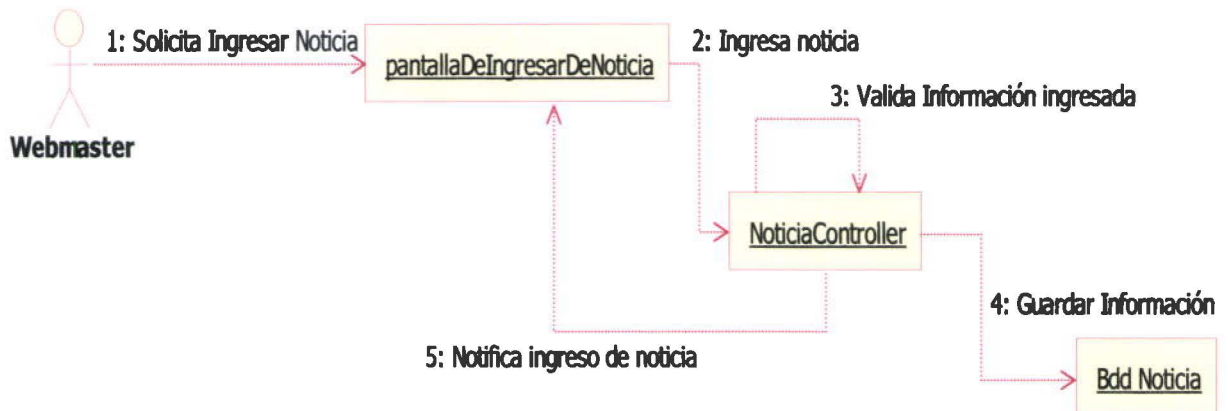 1: Solicita Ingresar Noticia
pantallaDeIngresarDeNoticia
2: Ingresa noticia
3: Valida Información ingresada
Webmaster
NoticiaController
4: Guardar Información
5: Notifica ingreso de noticia
Bdd Noticia